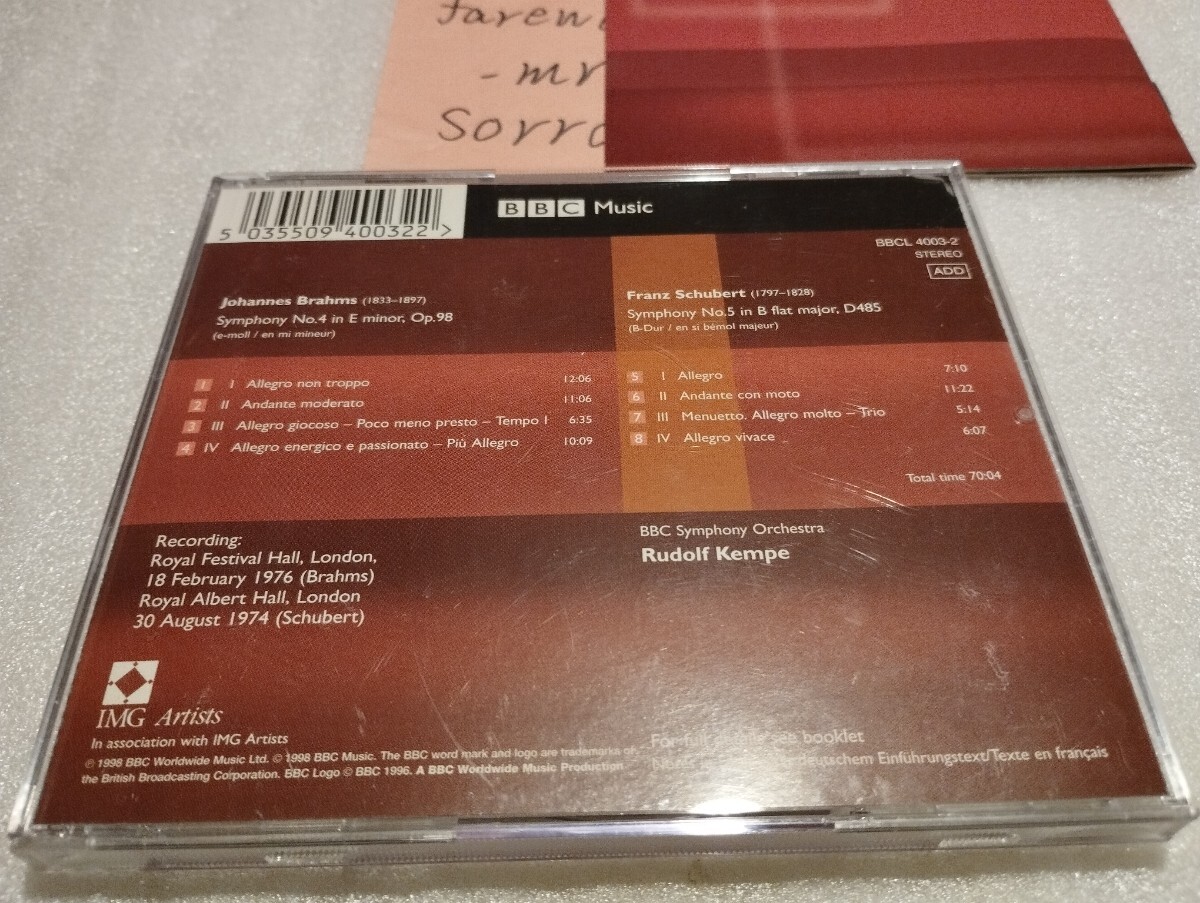 faren
- mr
Sorro
5 035509 400322 >
BBC Music
BBCL 4003-2
STEREO
ADD
Johannes Brahms (1833–1897)
Symphony No.4 in E minor, Op.98
(e-moll / en mi mineur)
1 I Allegro non troppo 12:06
2 II Andante moderato 11:06
3 III Allegro giocoso – Poco meno presto – Tempo I 6:35
4 IV Allegro energico e passionato – Più Allegro 10:09
Franz Schubert (1797–1828)
Symphony No.5 in B flat major, D485
(B-Dur / en si bémol majeur)
5 I Allegro 7:10
6 II Andante con moto 11:22
7 III Menuetto. Allegro molto – Trio 5:14
8 IV Allegro vivace 6:07
Total time 70:04
Recording:
Royal Festival Hall, London,
18 February 1976 (Brahms)
Royal Albert Hall, London
30 August 1974 (Schubert)
BBC Symphony Orchestra
Rudolf Kempe
IMG Artists
In association with IMG Artists
℗ 1998 BBC Worldwide Music Ltd. © 1998 BBC Music. The BBC word mark and logo are trademarks of
the British Broadcasting Corporation. BBC Logo © BBC 1996. A BBC Worldwide Music Production
For see booklet
deutschem Einführungstext/Texte en français